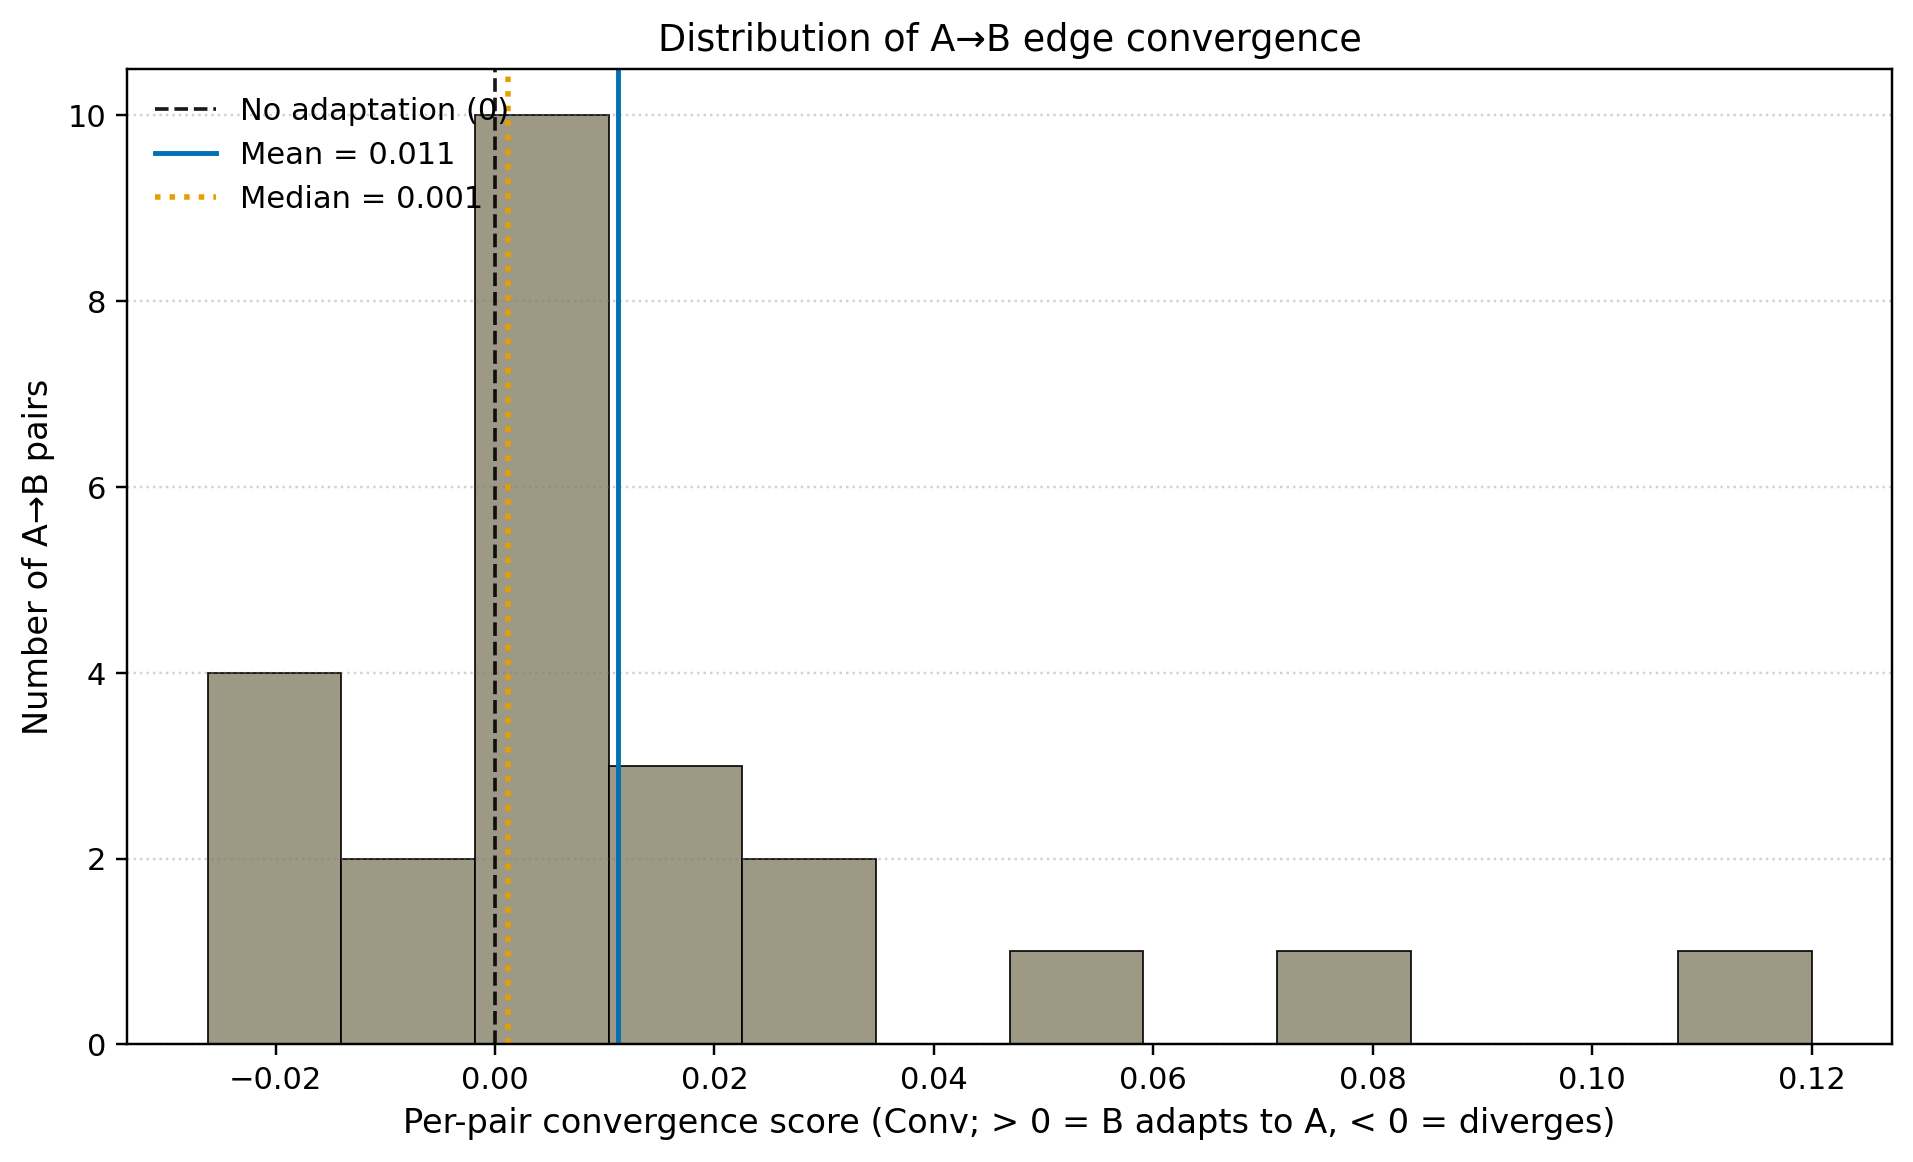 Distribution of A→B edge convergence
No adaptation (0)
Mean = 0.011
Median = 0.001
Number of A→B pairs
10
8
6
4
2
0
−0.02 0.00 0.02 0.04 0.06 0.08 0.10 0.12
Per-pair convergence score (Conv; > 0 = B adapts to A, < 0 = diverges)